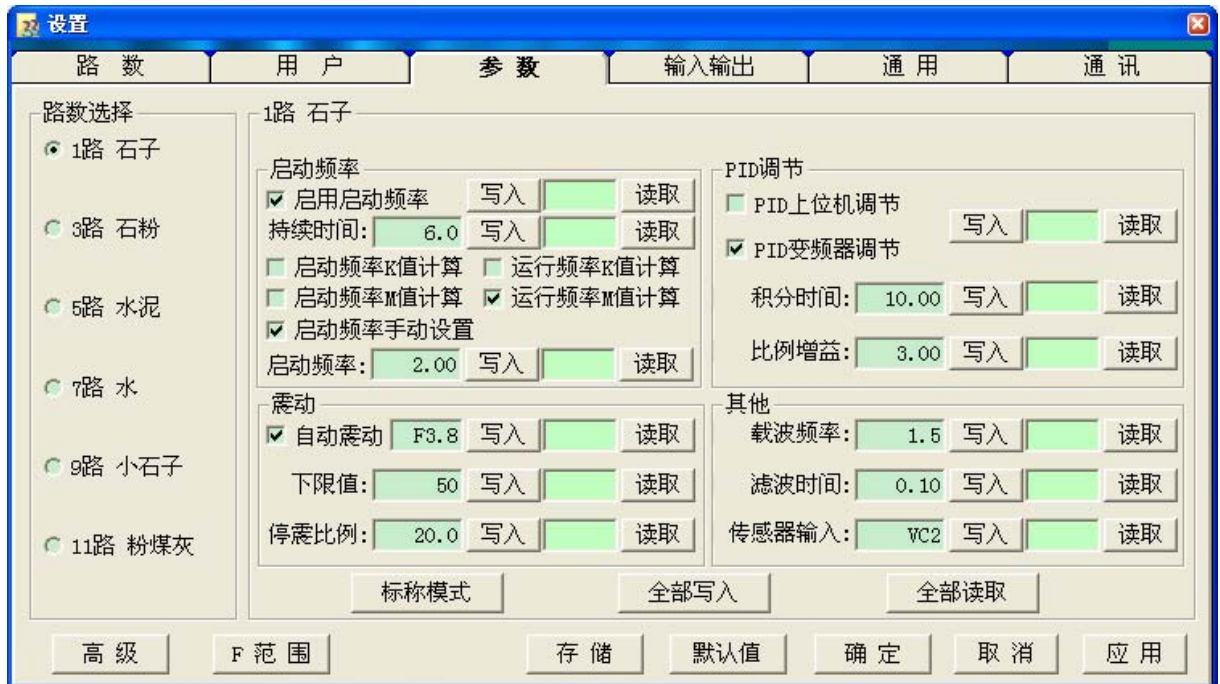 设置
路 数 用 户 参 数 输入输出 通 用 通 讯
路数选择
1路 石子
3路 石粉
5路 水泥
7路 水
9路 小石子
11路 粉煤灰
1路 石子
启动频率
启用启动频率 写入 读取
持续时间: 6.0 写入 读取
启动频率K值计算 运行频率K值计算
启动频率M值计算 运行频率M值计算
启动频率手动设置
启动频率: 2.00 写入 读取
PID调节
PID上位机调节
写入 读取
PID变频器调节
积分时间: 10.00 写入 读取
比例增益: 3.00 写入 读取
震动
自动震动 F3.8 写入 读取
下限值: 50 写入 读取
停震比例: 20.0 写入 读取
其他
载波频率: 1.5 写入 读取
滤波时间: 0.10 写入 读取
传感器输入: VC2 写入 读取
标称模式 全部写入 全部读取
高 级 F 范 围 存 储 默认值 确 定 取 消 应 用